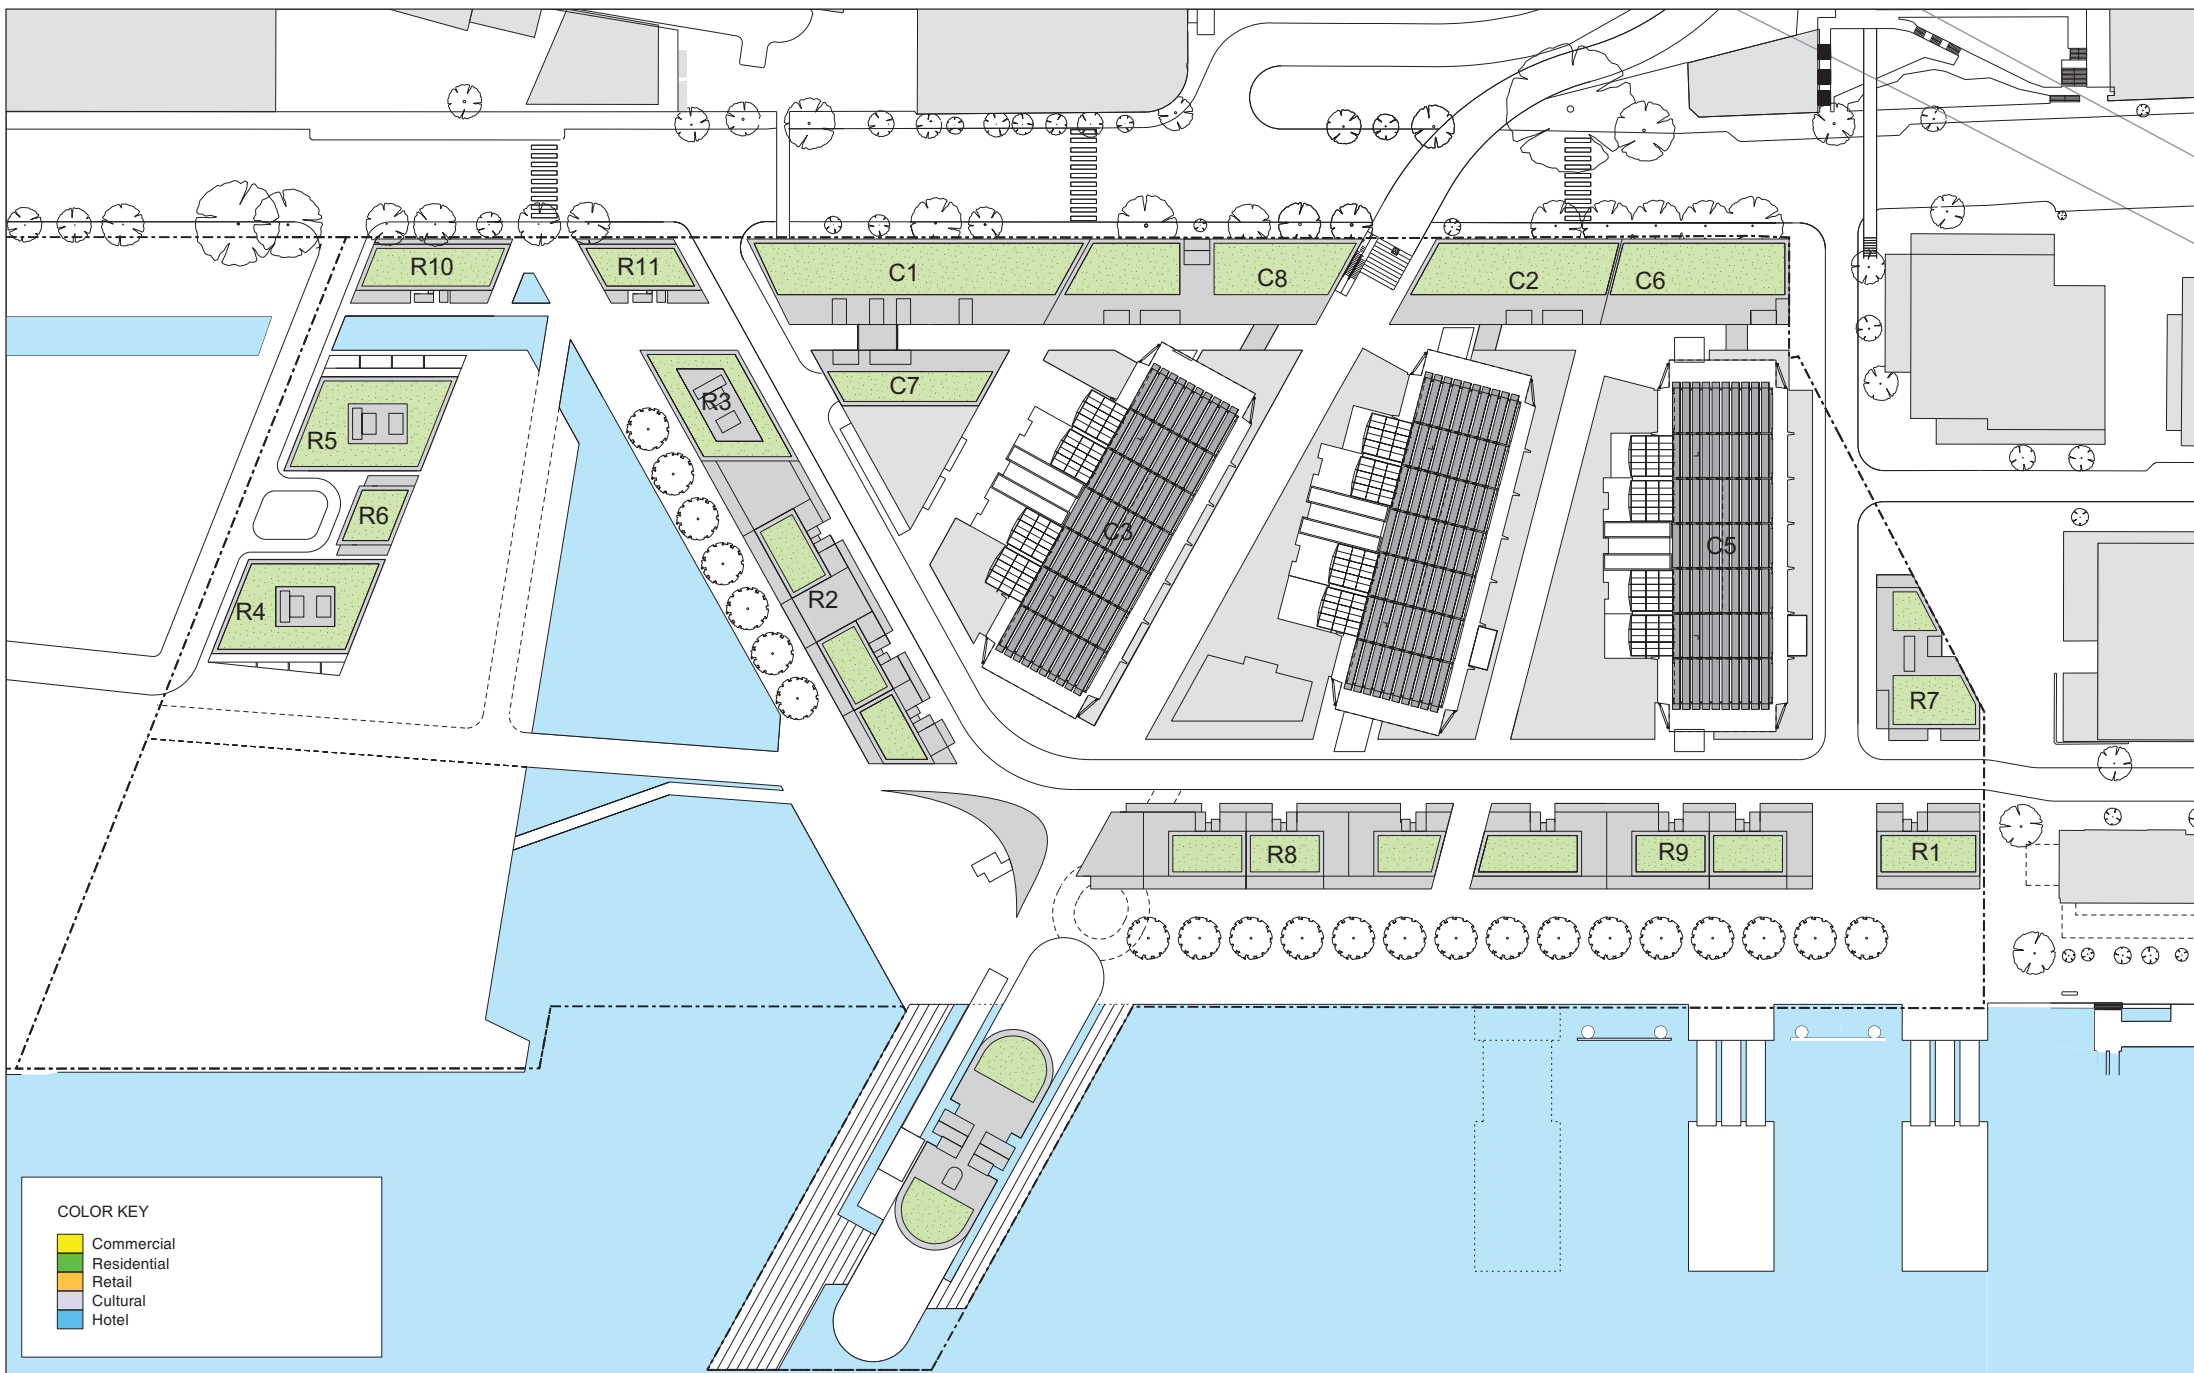 R10
R11
C1
C8
C2
C6
R3
C7
R5
R6
C3
C5
R4
R2
R7
R8
R9
R1
COLOR KEY
Commercial
Residential
Retail
Cultural
Hotel